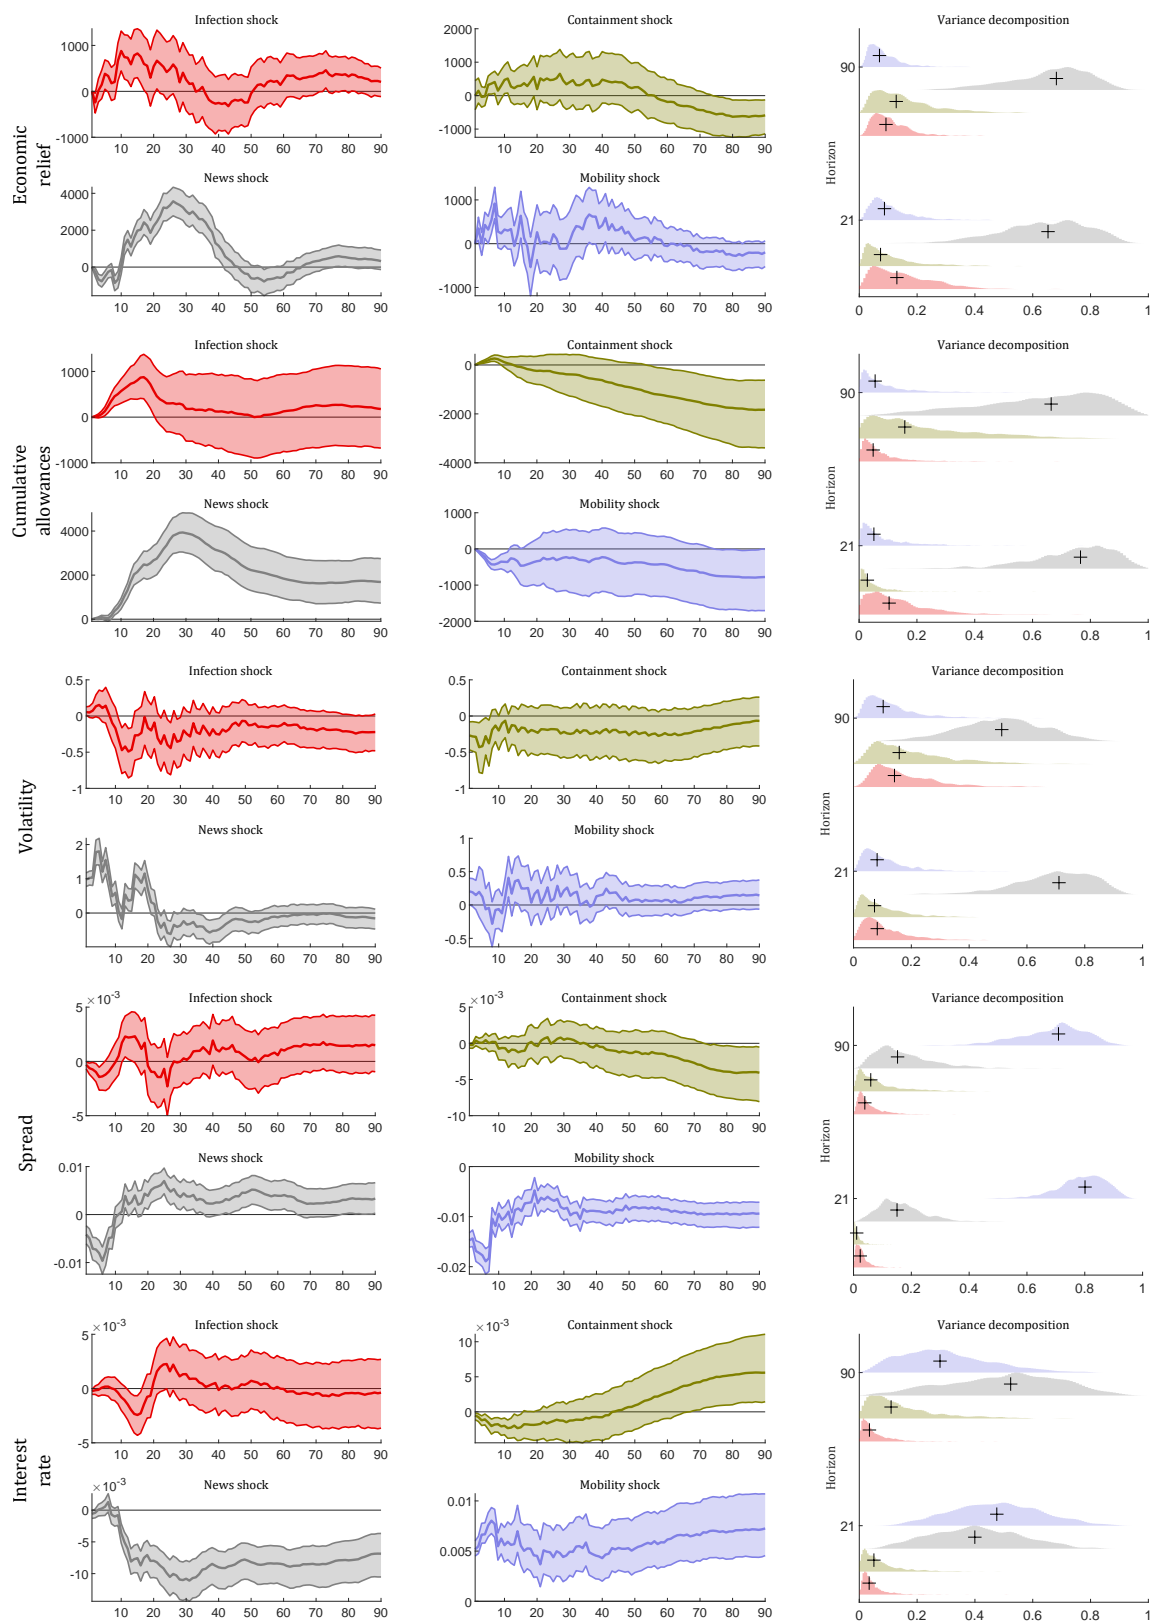 Economic
relief
Infection shock
1000
0
-1000
10 20 30 40 50 60 70 80 90
Containment shock
2000
1000
0
-1000
10 20 30 40 50 60 70 80 90
Variance decomposition
Horizon
90
21
0 0.2 0.4 0.6 0.8 1
News shock
4000
2000
0
10 20 30 40 50 60 70 80 90
Mobility shock
1000
0
-1000
10 20 30 40 50 60 70 80 90
Cumulative
allowances
Infection shock
1000
0
-1000
10 20 30 40 50 60 70 80 90
Containment shock
0
-2000
-4000
10 20 30 40 50 60 70 80 90
Variance decomposition
Horizon
90
21
0 0.2 0.4 0.6 0.8 1
News shock
4000
2000
0
10 20 30 40 50 60 70 80 90
Mobility shock
1000
0
-1000
-2000
10 20 30 40 50 60 70 80 90
Volatility
Infection shock
0.5
0
-0.5
-1
10 20 30 40 50 60 70 80 90
Containment shock
0.5
0
-0.5
-1
10 20 30 40 50 60 70 80 90
Variance decomposition
Horizon
90
21
0 0.2 0.4 0.6 0.8 1
News shock
2
1
0
10 20 30 40 50 60 70 80 90
Mobility shock
1
0.5
0
-0.5
10 20 30 40 50 60 70 80 90
Spread
Infection shock
×10-3
5
0
-5
10 20 30 40 50 60 70 80 90
Containment shock
×10-3
5
0
-5
-10
10 20 30 40 50 60 70 80 90
Variance decomposition
Horizon
90
21
0 0.2 0.4 0.6 0.8 1
News shock
0.01
0
-0.01
10 20 30 40 50 60 70 80 90
Mobility shock
0
-0.01
-0.02
10 20 30 40 50 60 70 80 90
Interest
rate
Infection shock
×10-3
5
0
-5
10 20 30 40 50 60 70 80 90
Containment shock
×10-3
10
5
0
10 20 30 40 50 60 70 80 90
Variance decomposition
Horizon
90
21
0 0.2 0.4 0.6 0.8 1
News shock
×10-3
0
-5
-10
10 20 30 40 50 60 70 80 90
Mobility shock
0.01
0.005
0
10 20 30 40 50 60 70 80 90